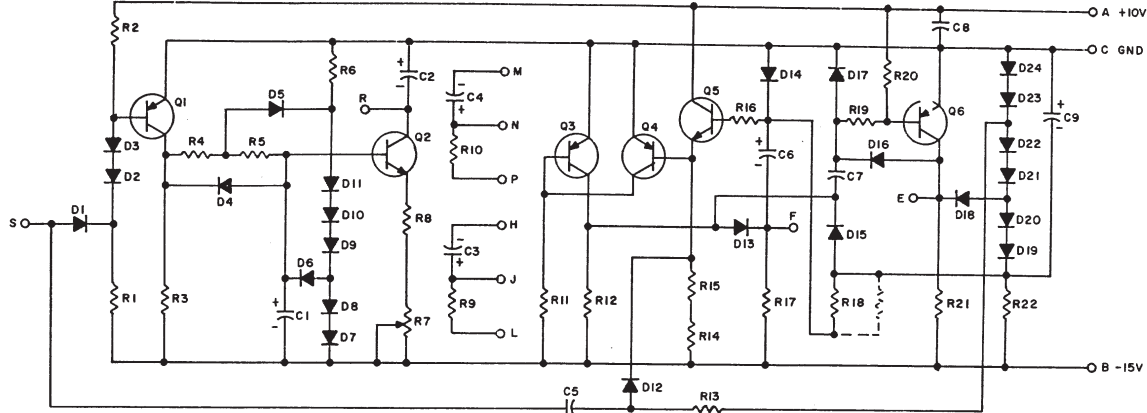 A +10V
R2
C8
C GND
R6
C2
D14
D17
R20
D24
M
D5
C4
R
Q1
N
Q5
R16
R19
Q6
D23
C9
D3
R4
R5
Q2
Q3
Q4
C6
D16
D22
D2
R10
C7
D21
D4
D11
P
E
D18
S
D1
D10
R8
H
F
D13
D15
D20
D9
C3
D19
D6
J
R15
R1
R3
C1
D8
R7
R9
R11
R12
R17
R18
R21
R22
D7
L
R14
B -15V
D12
C5
R13